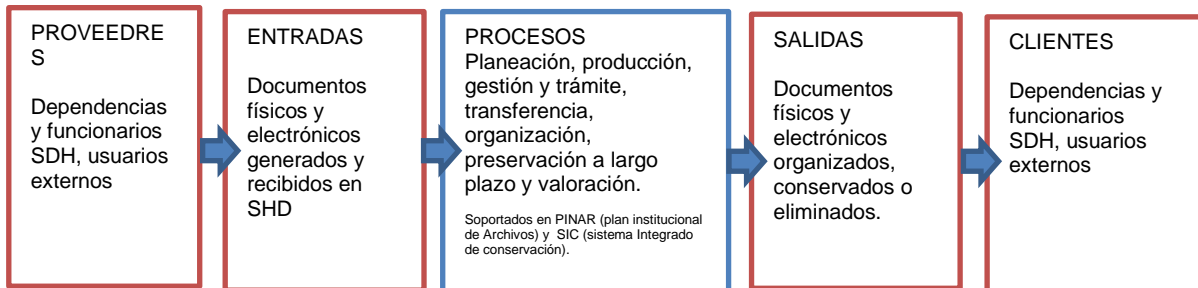 PROVEEDRE
S
Dependencias
y funcionarios
SDH, usuarios
externos
ENTRADAS
Documentos
físicos y
electrónicos
generados y
recibidos en
SHD
PROCESOS
Planeación, producción,
gestión y trámite,
transferencia,
organización,
preservación a largo
plazo y valoración.
Soportados en PINAR (plan institucional
de Archivos) y SIC (sistema Integrado
de conservación).
SALIDAS
Documentos
físicos y
electrónicos
organizados,
conservados o
eliminados.
CLIENTES
Dependencias y
funcionarios
SDH, usuarios
externos